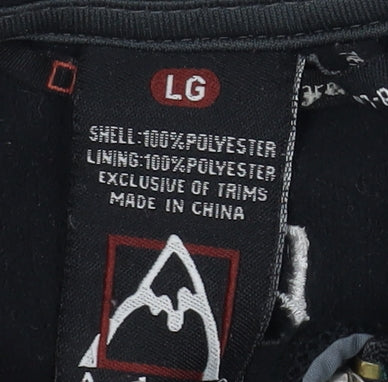 LG
SHELL:100%POLYESTER
LINING:100%POLYESTER
EXCLUSIVE OF TRIMS
MADE IN CHINA